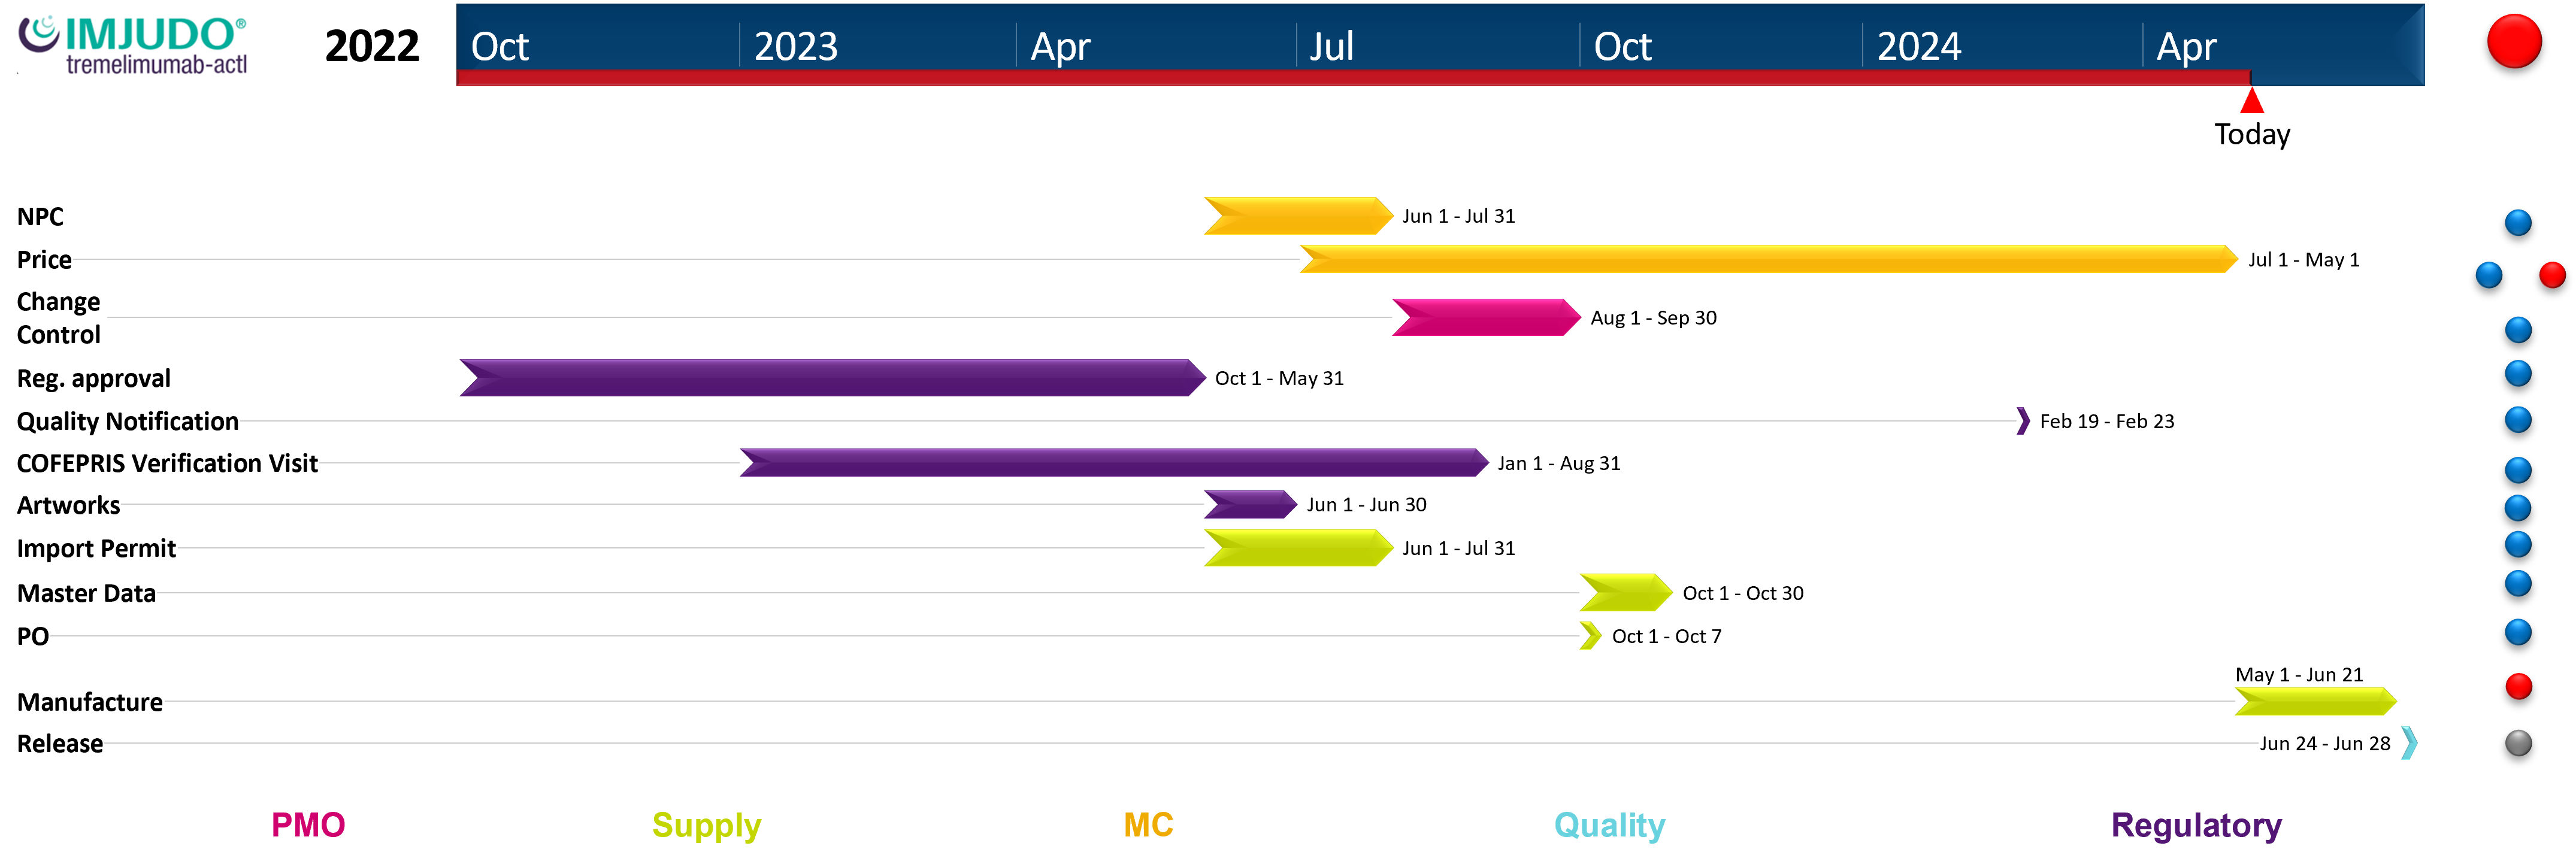 IMJUDO®
tremelimumab-actl
2022
Oct 2023 Apr Jul Oct 2024 Apr
Today
NPC Jun 1 - Jul 31
Price Jul 1 - May 1
Change
Control Aug 1 - Sep 30
Reg. approval Oct 1 - May 31
Quality Notification Feb 19 - Feb 23
COFEPRIS Verification Visit Jan 1 - Aug 31
Artworks Jun 1 - Jun 30
Import Permit Jun 1 - Jul 31
Master Data Oct 1 - Oct 30
PO Oct 1 - Oct 7
May 1 - Jun 21
Manufacture
Release Jun 24 - Jun 28
PMO Supply MC Quality Regulatory